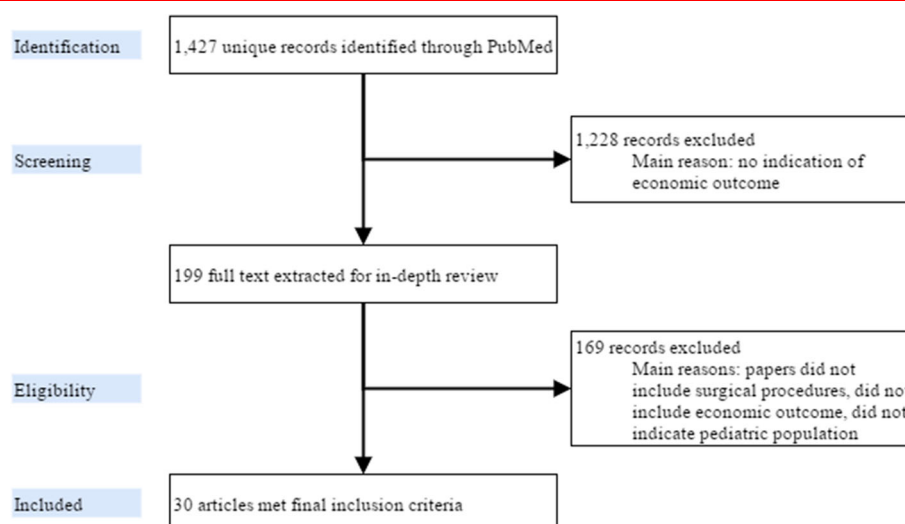 Identification
1,427 unique records identified through PubMed
Screening
1,228 records excluded
Main reason: no indication of
economic outcome
199 full text extracted for in-depth review
Eligibility
169 records excluded
Main reasons: papers did not
include surgical procedures, did not
include economic outcome, did not
indicate pediatric population
Included
30 articles met final inclusion criteria